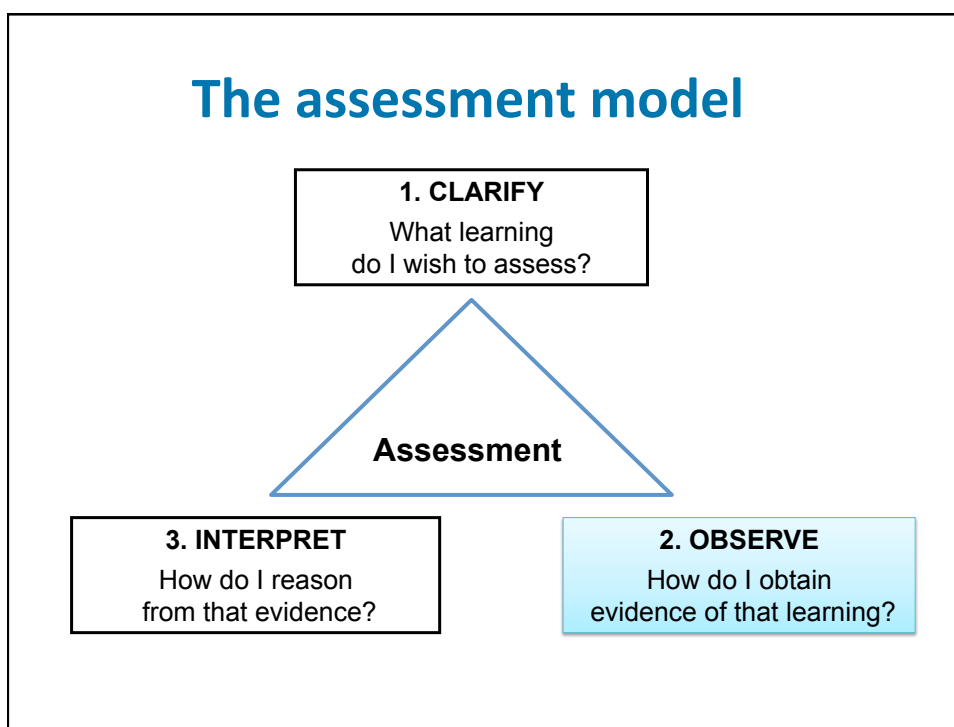 The assessment model
1. CLARIFY
What learning
do I wish to assess?
Assessment
3. INTERPRET
How do I reason
from that evidence?
2. OBSERVE
How do I obtain
evidence of that learning?